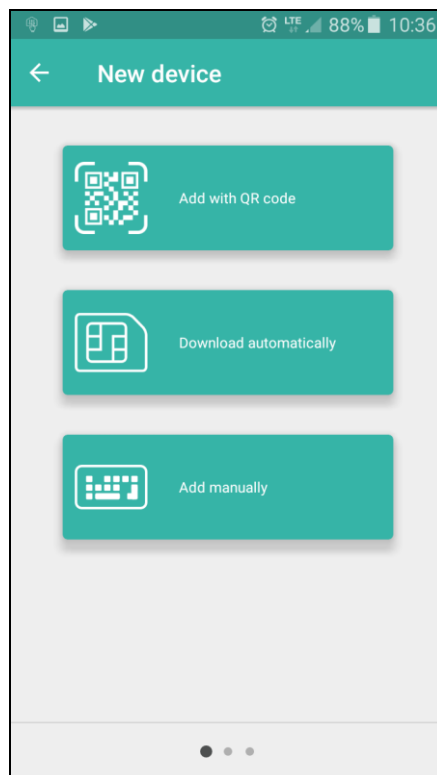 LTE 88% 10:36
New device
Add with QR code
Download automatically
Add manually